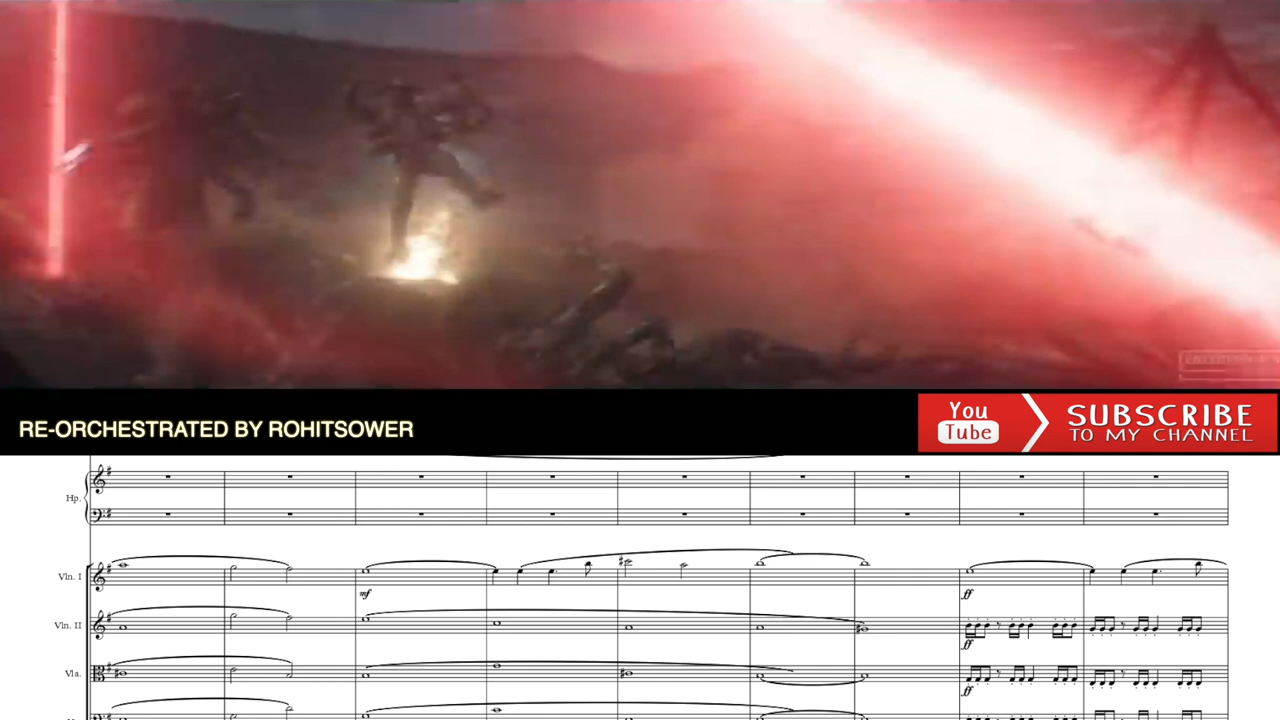 RE-ORCHESTRATED BY ROHITSOWER
You
Tube
SUBSCRIBE
TO MY CHANNEL
Hp.
Vln. I
mf
ff
Vln. II
ff
Vla.
ff